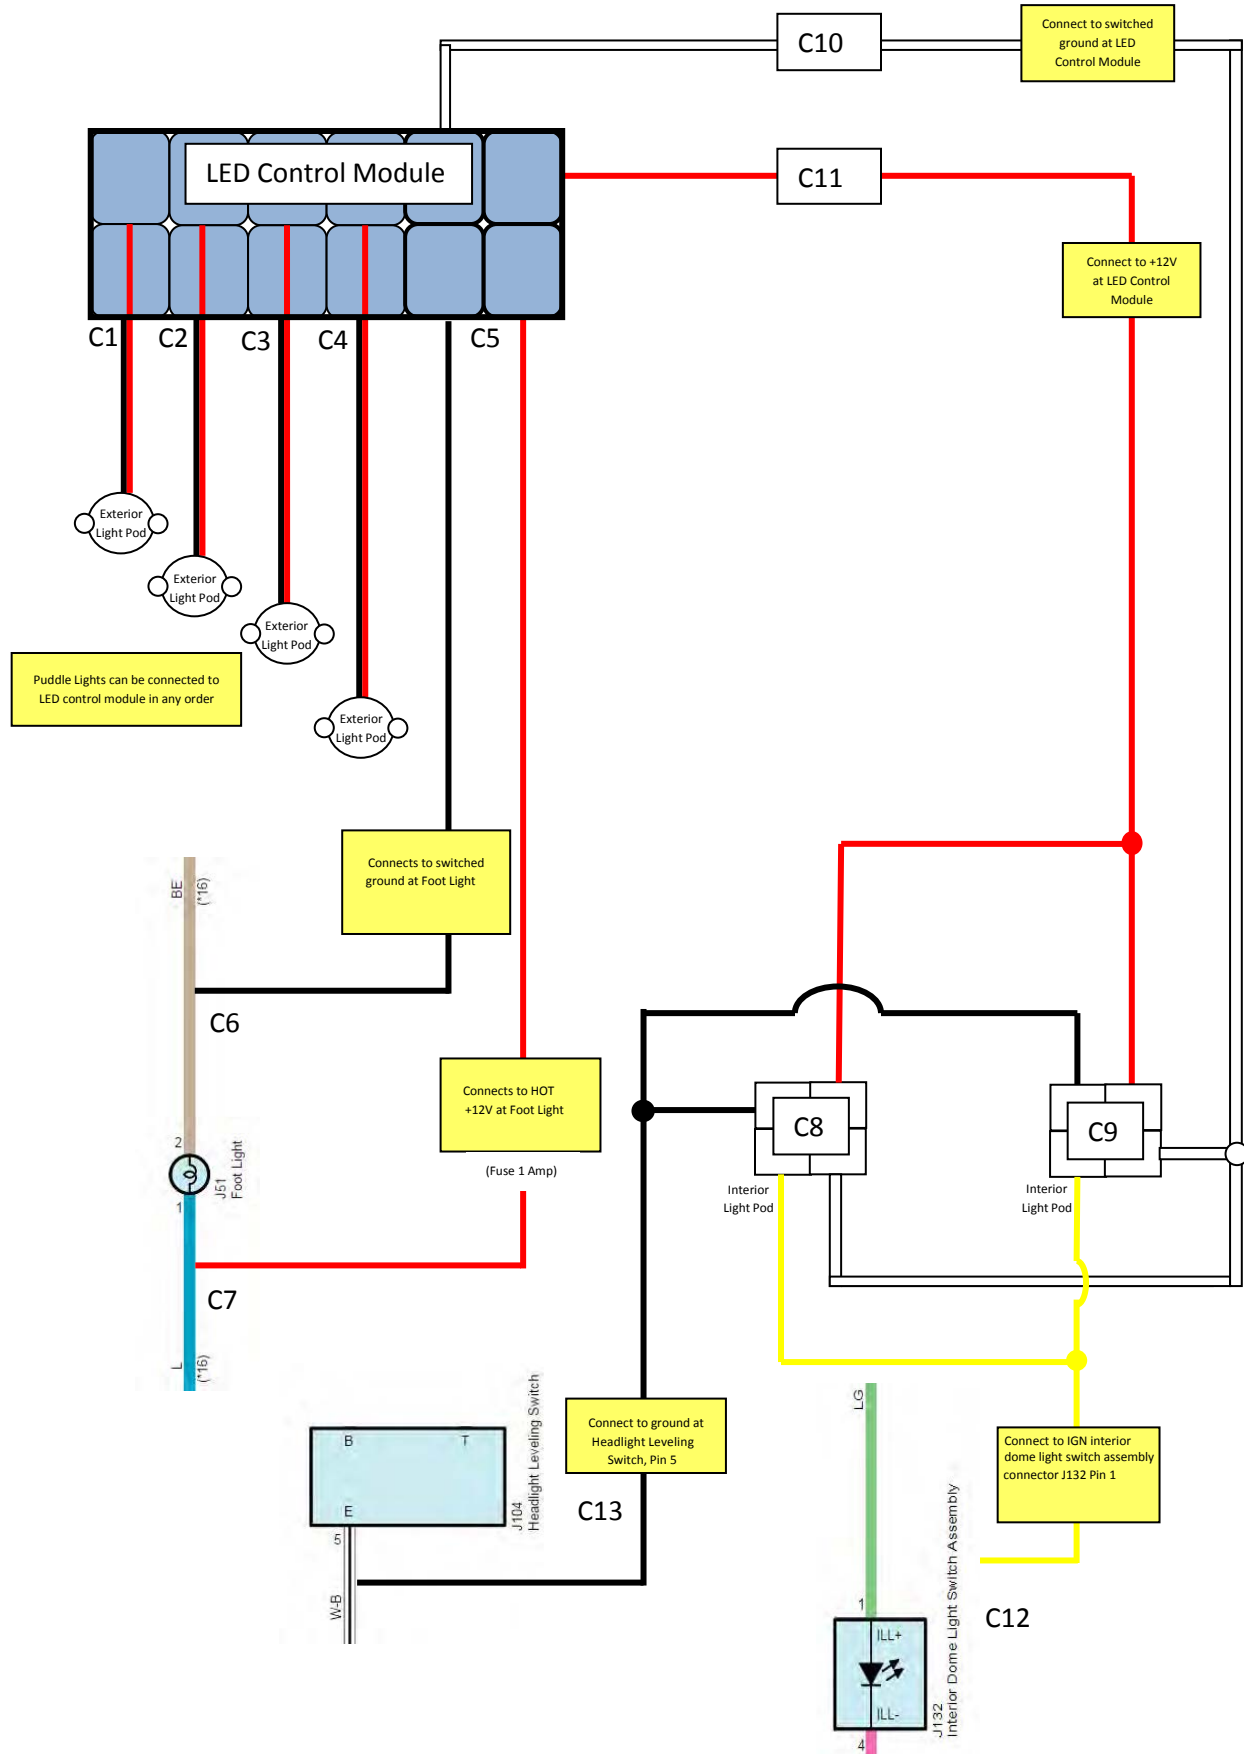 C10
Connect to switched
ground at LED
Control Module
LED Control Module
C11
Connect to +12V
at LED Control
Module
C1
C2
C3
C4
C5
Exterior
Light Pod
Exterior
Light Pod
Exterior
Light Pod
Exterior
Light Pod
Puddle Lights can be connected to
LED control module in any order
Connects to switched
ground at Foot Light
BE
(*16)
C6
Connects to HOT
+12V at Foot Light
(Fuse 1 Amp)
2
J51
Foot Light
1
C7
L
(*16)
C8
C9
Interior
Light Pod
Interior
Light Pod
Connect to ground at
Headlight Leveling
Switch, Pin 5
C13
B
T
E
5
J104
Headlight Leveling Switch
W-B
LG
Connect to IGN interior
dome light switch assembly
connector J132 Pin 1
C12
1
ILL+
ILL-
4
J132
Interior Dome Light Switch Assembly